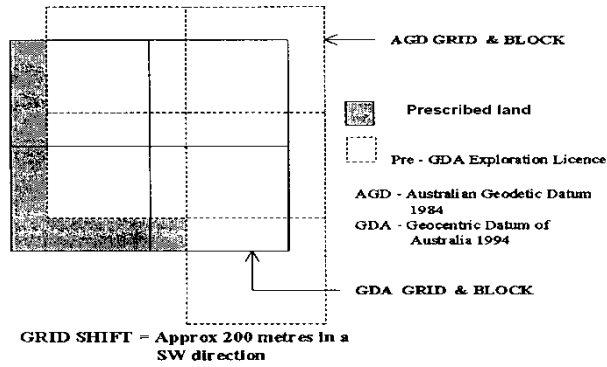 AGD GRID & BLOCK
Prescribed land
Pre - GDA Exploration Licence
AGD - Australian Geodetic Datum
1984
GDA - Geocentric Datum of
Australia 1994
GDA GRID & BLOCK
GRID SHIFT = Approx 200 metres in a
SW direction